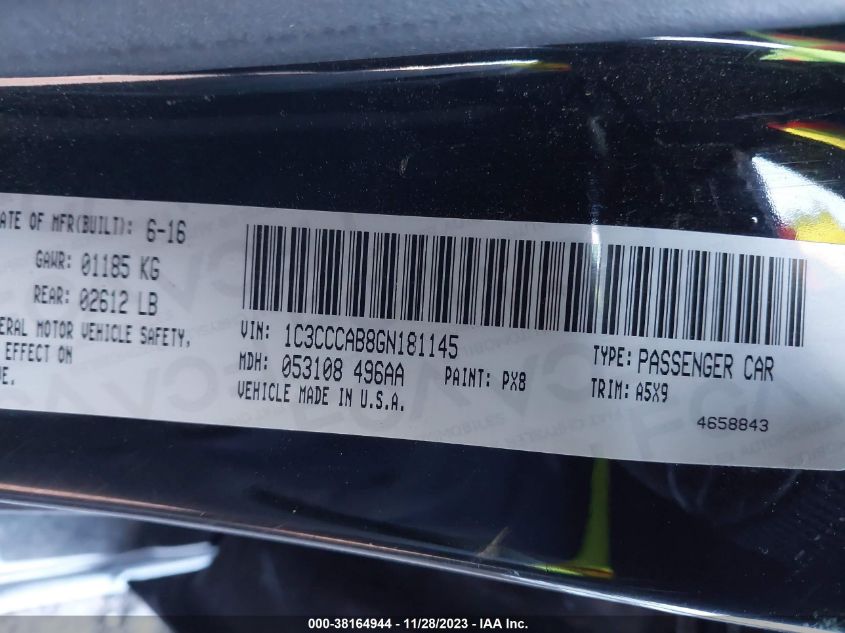 ATE OF MFR(BUILT): 6-16
GAWR: 01185 KG
REAR: 02612 LB
ERAL MOTOR VEHICLE SAFETY,
EFFECT ON
VIN: 1C3CCCAB8GN181145
MDH: 053108 496AA
PAINT: PX8
VEHICLE MADE IN U.S.A.
TYPE: PASSENGER CAR
TRIM: A5X9
4658843
000-38164944 - 11/28/2023 - IAA Inc.